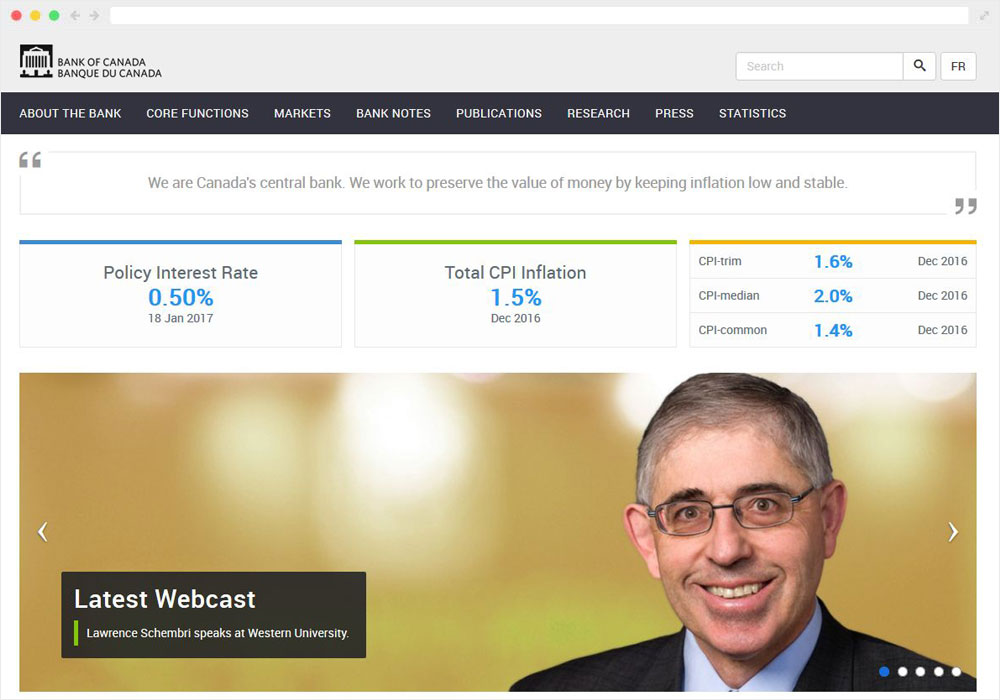 BANK OF CANADA
BANQUE DU CANADA
Search
FR
ABOUT THE BANK CORE FUNCTIONS MARKETS BANK NOTES PUBLICATIONS RESEARCH PRESS STATISTICS
“
We are Canada's central bank. We work to preserve the value of money by keeping inflation low and stable.
”
Policy Interest Rate
0.50%
18 Jan 2017
Total CPI Inflation
1.5%
Dec 2016
CPI-trim 1.6% Dec 2016
CPI-median 2.0% Dec 2016
CPI-common 1.4% Dec 2016
Latest Webcast
Lawrence Schembri speaks at Western University.